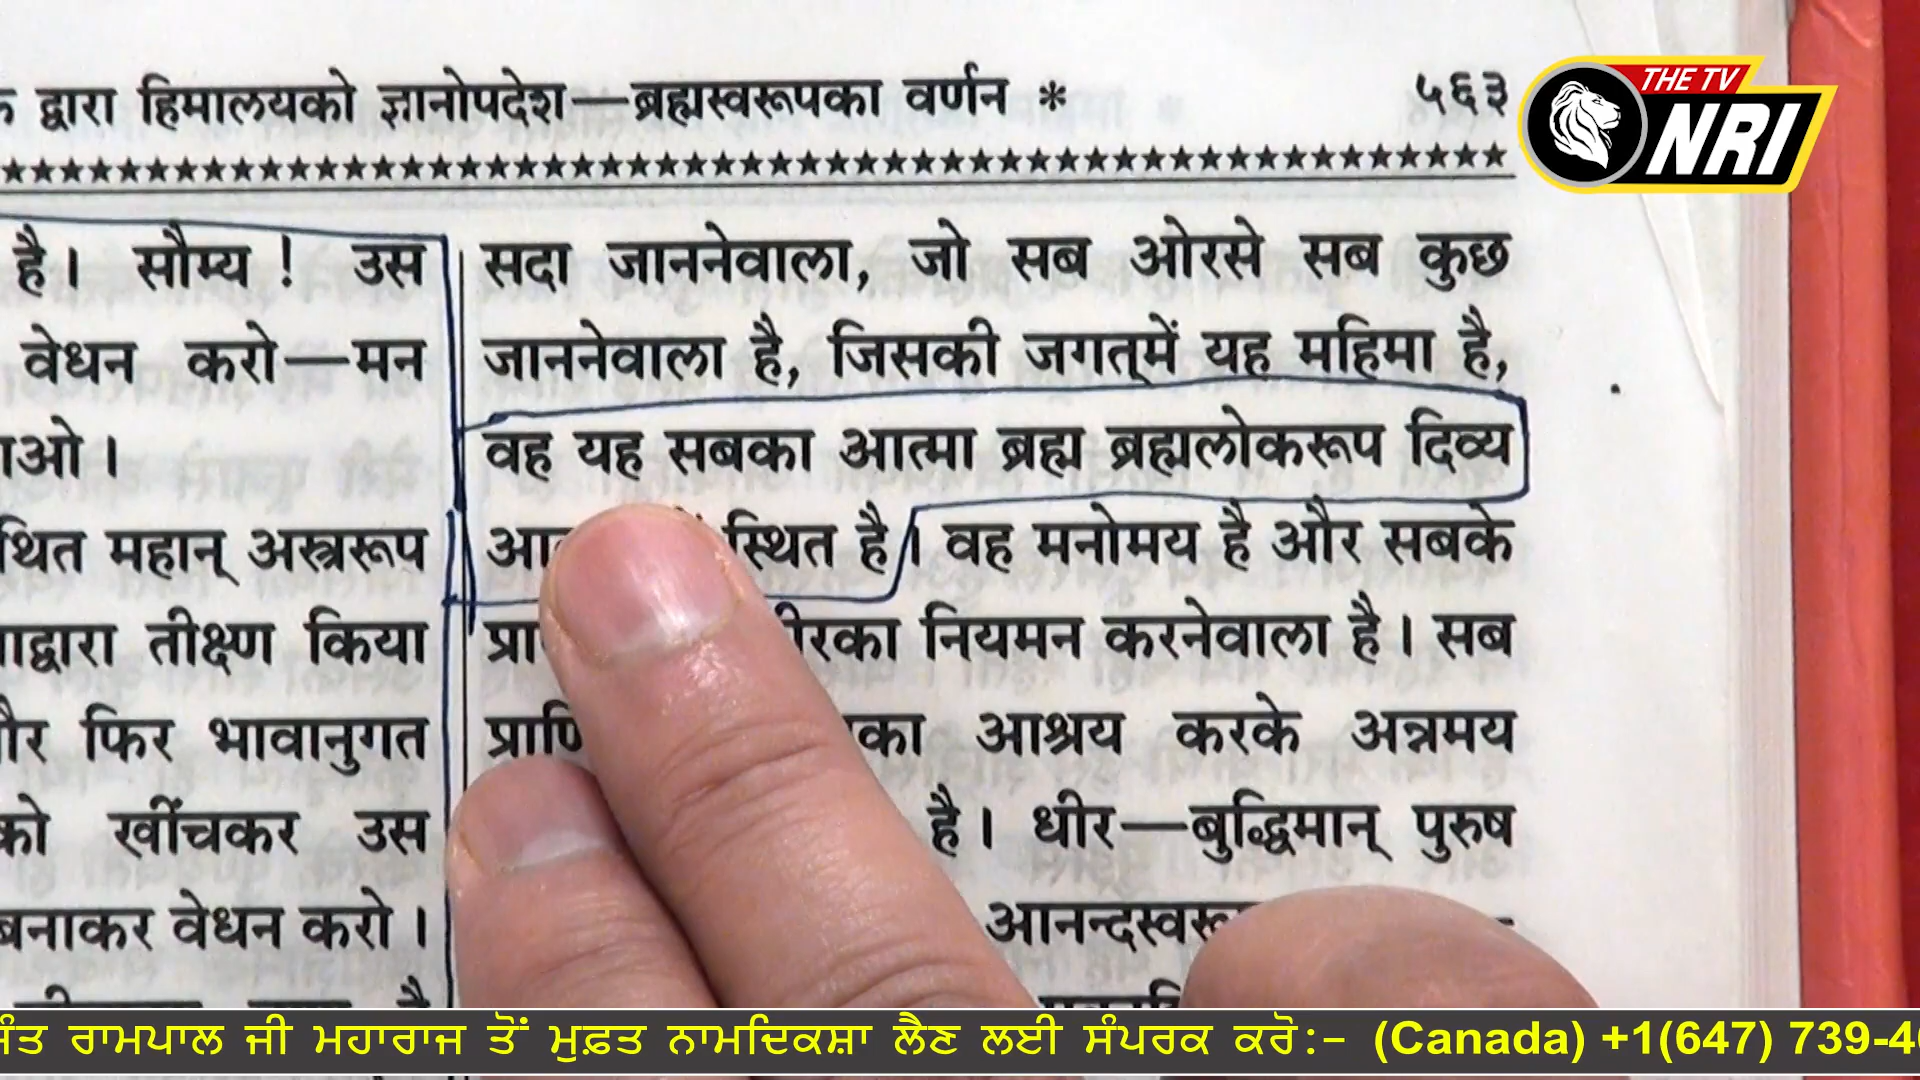 द्वारा हिमालयको ज्ञानोपदेश—ब्रह्मस्वरूपका वर्णन * ५६३
THE TV
NRI
है। सौम्य ! उस
वेधन करो—मन
थित महान् अस्त्ररूप
तीक्ष्ण किया
फिर भावानुगत
खींचकर उस
बनाकर वेधन करो।
सदा जाननेवाला, जो सब ओरसे सब कुछ
जाननेवाला है, जिसकी जगत्‌में यह महिमा है,
वह यह सबका आत्मा ब्रह्म ब्रह्मलोकरूप दिव्य
स्थित है। वह मनोमय है और सबके
नियमन करनेवाला है। सब
आश्रय करके अन्नमय
है। धीर—बुद्धिमान् पुरुष
ਸੰਤ ਰਾਮਪਾਲ ਜੀ ਮਹਾਰਾਜ ਤੋਂ ਮੁਫ਼ਤ ਨਾਮਦਿਕਸ਼ਾ ਲੈਣ ਲਈ ਸੰਪਰਕ ਕਰੋ:- (Canada) +1(647) 739-4